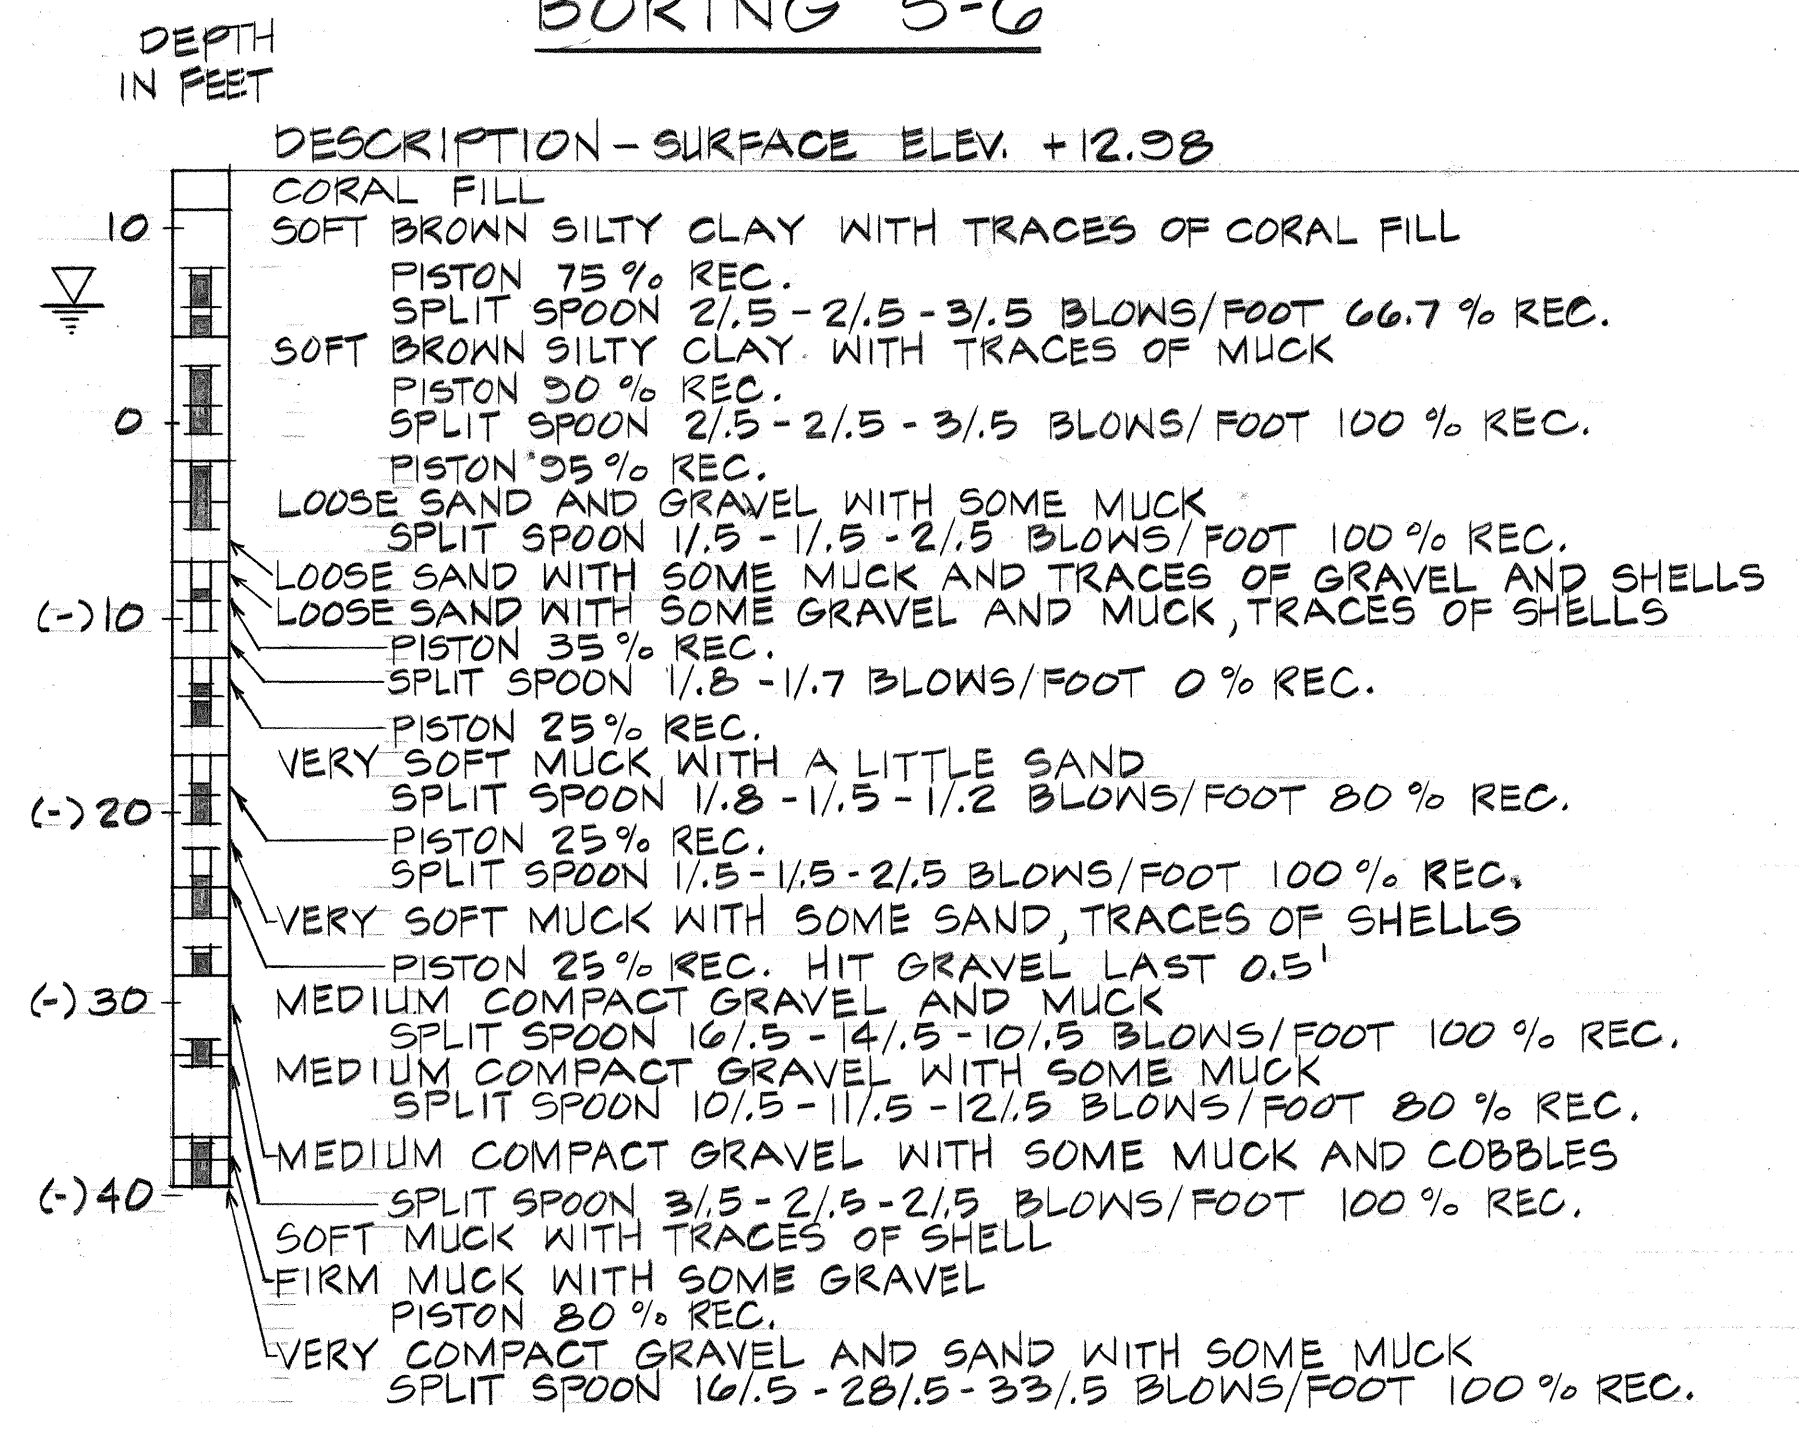 BORING 5-6
DEPTH
IN FEET
DESCRIPTION - SURFACE ELEV. +12.98
CORAL FILL
10
SOFT BROWN SILTY CLAY WITH TRACES OF CORAL FILL
PISTON 75% REC.
SPLIT SPOON 2/.5 - 2/.5 - 3/.5 BLOWS/FOOT 66.7% REC.
SOFT BROWN SILTY CLAY WITH TRACES OF MUCK
PISTON 90% REC.
0
SPLIT SPOON 2/.5 - 2/.5 - 3/.5 BLOWS/FOOT 100% REC.
PISTON 95% REC.
LOOSE SAND AND GRAVEL WITH SOME MUCK
SPLIT SPOON 1/.5 - 1/.5 - 2/.5 BLOWS/FOOT 100% REC.
LOOSE SAND WITH SOME MUCK AND TRACES OF GRAVEL AND SHELLS
(-)10
LOOSE SAND WITH SOME GRAVEL AND MUCK, TRACES OF SHELLS
PISTON 35% REC.
SPLIT SPOON 1/.8 - 1/.7 BLOWS/FOOT 0% REC.
PISTON 25% REC.
VERY SOFT MUCK WITH A LITTLE SAND
(-)20
SPLIT SPOON 1/.8 - 1/.5 - 1/.2 BLOWS/FOOT 80% REC.
PISTON 25% REC.
SPLIT SPOON 1/.5 - 1/.5 - 2/.5 BLOWS/FOOT 100% REC.
VERY SOFT MUCK WITH SOME SAND, TRACES OF SHELLS
PISTON 25% REC. HIT GRAVEL LAST 0.5'
(-)30
MEDIUM COMPACT GRAVEL AND MUCK
SPLIT SPOON 16/.5 - 14/.5 - 10/.5 BLOWS/FOOT 100% REC.
MEDIUM COMPACT GRAVEL WITH SOME MUCK
SPLIT SPOON 10/.5 - 11/.5 - 12/.5 BLOWS/FOOT 80% REC.
MEDIUM COMPACT GRAVEL WITH SOME MUCK AND COBBLES
(-)40
SPLIT SPOON 3/.5 - 2/.5 - 2/.5 BLOWS/FOOT 100% REC.
SOFT MUCK WITH TRACES OF SHELL
FIRM MUCK WITH SOME GRAVEL
PISTON 80% REC.
VERY COMPACT GRAVEL AND SAND WITH SOME MUCK
SPLIT SPOON 16/.5 - 28/.5 - 33/.5 BLOWS/FOOT 100% REC.